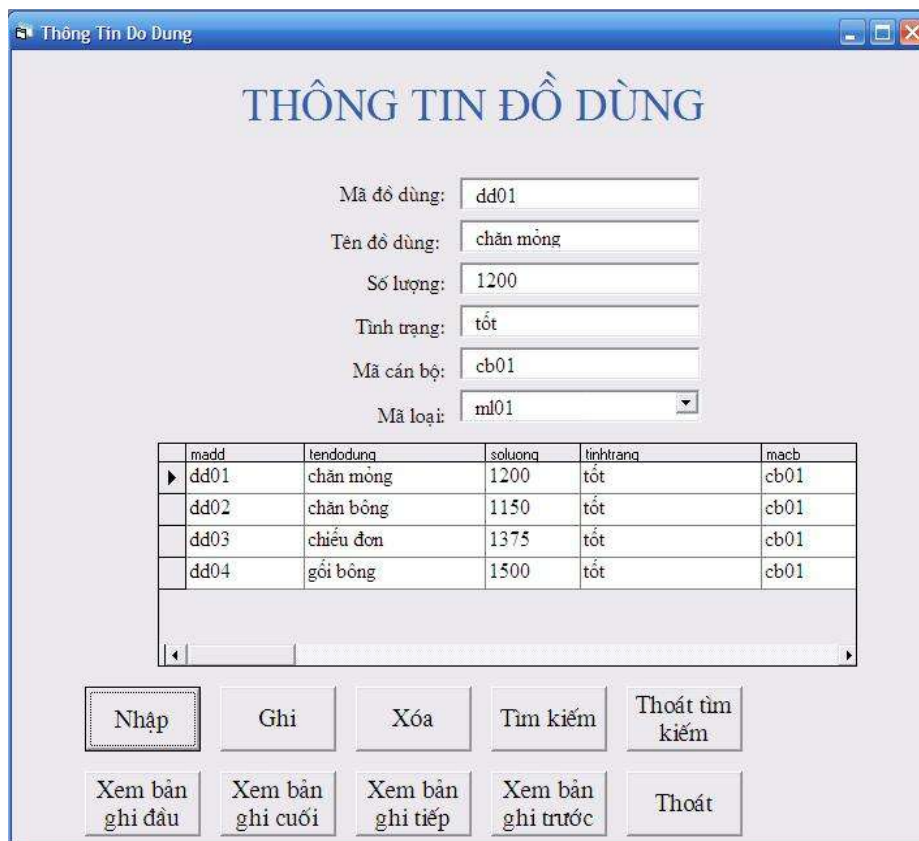 Thông Tin Do Dung
THÔNG TIN ĐỒ DÙNG
Mã đồ dùng: dd01
Tên đồ dùng: chăn mỏng
Số lượng: 1200
Tình trạng: tốt
Mã cán bộ: cb01
Mã loại: ml01
madd tendodung soluong tinhtrang macb
dd01 chăn mỏng 1200 tốt cb01
dd02 chăn bông 1150 tốt cb01
dd03 chiếu đơn 1375 tốt cb01
dd04 gối bông 1500 tốt cb01
Nhập Ghi Xóa Tìm kiếm Thoát tìm
kiếm
Xem bản Xem bản Xem bản Xem bản Thoát
ghi đầu ghi cuối ghi tiếp ghi trước